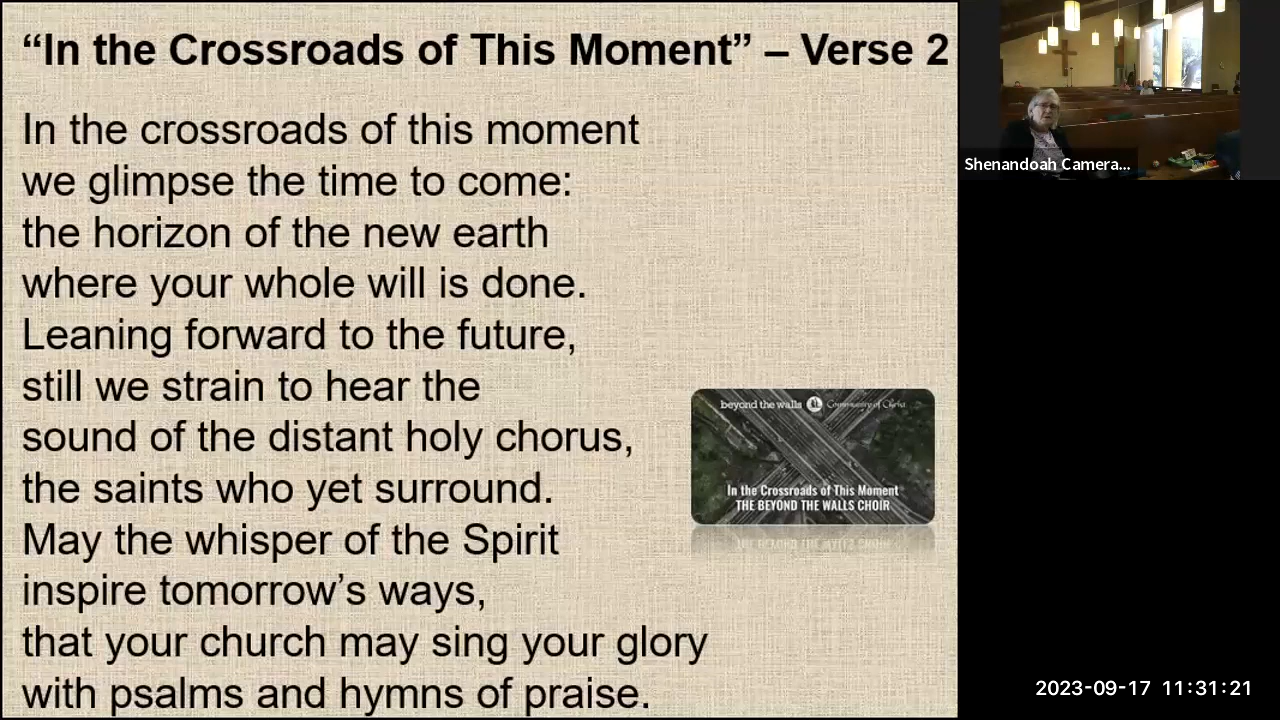 “In the Crossroads of This Moment” – Verse 2
In the crossroads of this moment
we glimpse the time to come:
the horizon of the new earth
where your whole will is done.
Leaning forward to the future,
still we strain to hear the
sound of the distant holy chorus,
the saints who yet surround.
May the whisper of the Spirit
inspire tomorrow’s ways,
that your church may sing your glory
with psalms and hymns of praise.
beyond the walls Community of Christ
In the Crossroads of This Moment
THE BEYOND THE WALLS CHOIR
Shenandoah Camera...
2023-09-17 11:31:21